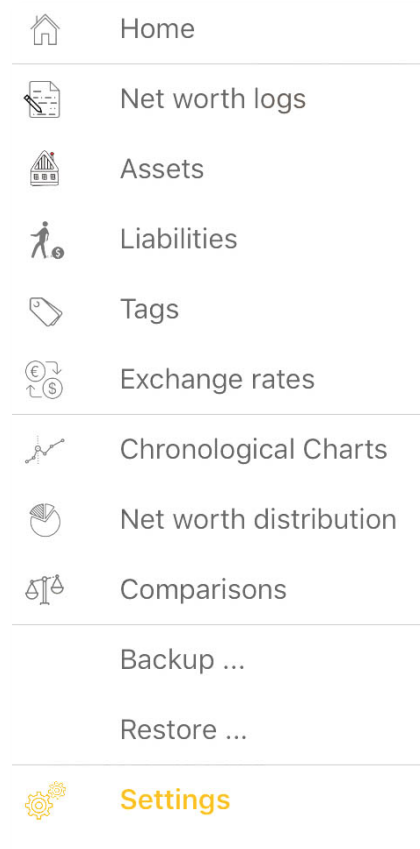 Home
Net worth logs
Assets
Liabilities
Tags
Exchange rates
Chronological Charts
Net worth distribution
Comparisons
Backup ...
Restore ...
Settings